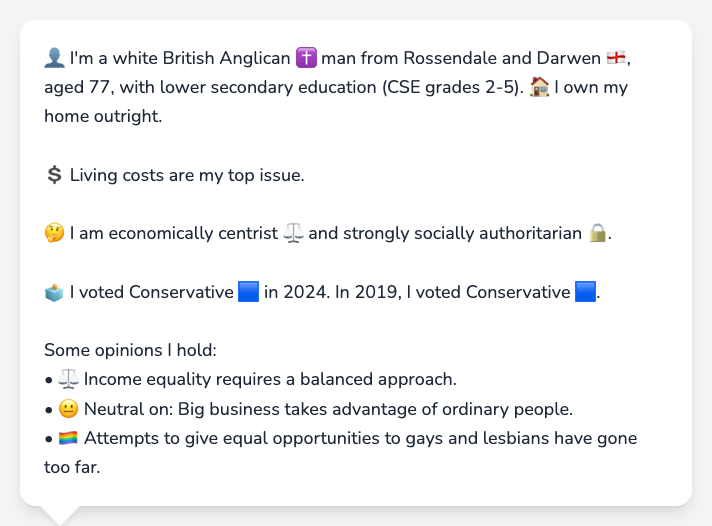 👤 I'm a white British Anglican ✝️ man from Rossendale and Darwen 🏴󠁧󠁢󠁥󠁮󠁧󠁿,
aged 77, with lower secondary education (CSE grades 2-5). 🏠 I own my
home outright.
💲 Living costs are my top issue.
🤔 I am economically centrist ⚖️ and strongly socially authoritarian 🔒.
🗳️ I voted Conservative 🟦 in 2024. In 2019, I voted Conservative 🟦.
Some opinions I hold:
• ⚖️ Income equality requires a balanced approach.
• 😐 Neutral on: Big business takes advantage of ordinary people.
• 🏳️‍🌈 Attempts to give equal opportunities to gays and lesbians have gone
too far.